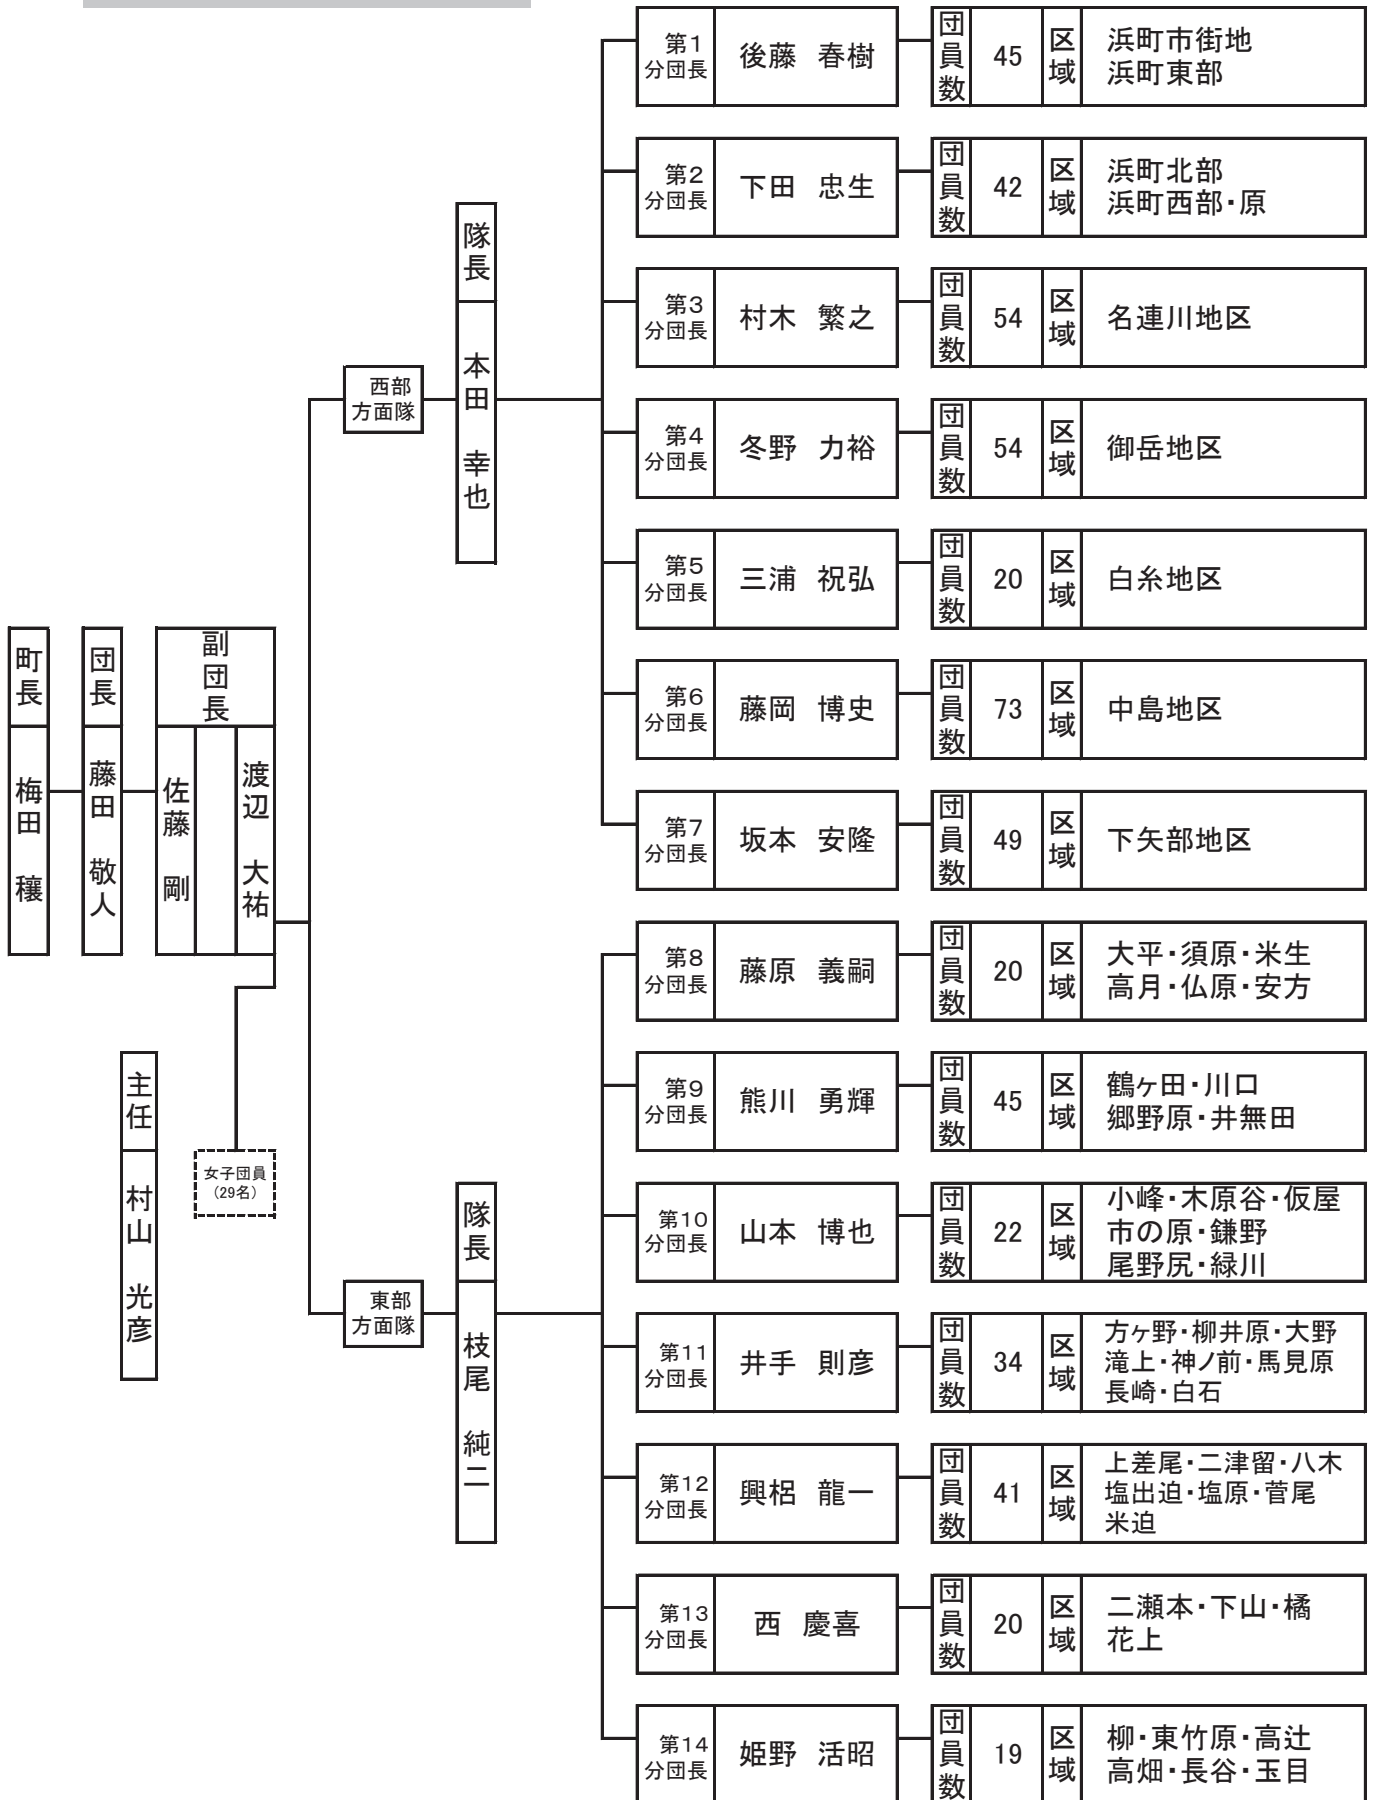 町長
梅田 穰
団長
藤田 敬人
副団長
佐藤 剛
渡辺 大祐
主任
村山 光彦
女子団員
（29名）
西部
方面隊
隊長
本田 幸也
第1
分団長
後藤 春樹
団員数
45
区域
浜町市街地
浜町東部
第2
分団長
下田 忠生
団員数
42
区域
浜町北部
浜町西部・原
第3
分団長
村木 繁之
団員数
54
区域
名連川地区
第4
分団長
冬野 力裕
団員数
54
区域
御岳地区
第5
分団長
三浦 祝弘
団員数
20
区域
白糸地区
第6
分団長
藤岡 博史
団員数
73
区域
中島地区
第7
分団長
坂本 安隆
団員数
49
区域
下矢部地区
東部
方面隊
隊長
枝尾 純二
第8
分団長
藤原 義嗣
団員数
20
区域
大平・須原・米生
高月・仏原・安方
第9
分団長
熊川 勇輝
団員数
45
区域
鶴ヶ田・川口
郷野原・井無田
第10
分団長
山本 博也
団員数
22
区域
小峰・木原谷・仮屋
市の原・鎌野
尾野尻・緑川
第11
分団長
井手 則彦
団員数
34
区域
方ヶ野・柳井原・大野
滝上・神ノ前・馬見原
長崎・白石
第12
分団長
興梠 龍一
団員数
41
区域
上差尾・二津留・八木
塩出迫・塩原・菅尾
米迫
第13
分団長
西 慶喜
団員数
20
区域
二瀬本・下山・橘
花上
第14
分団長
姫野 活昭
団員数
19
区域
柳・東竹原・高辻
高畑・長谷・玉目